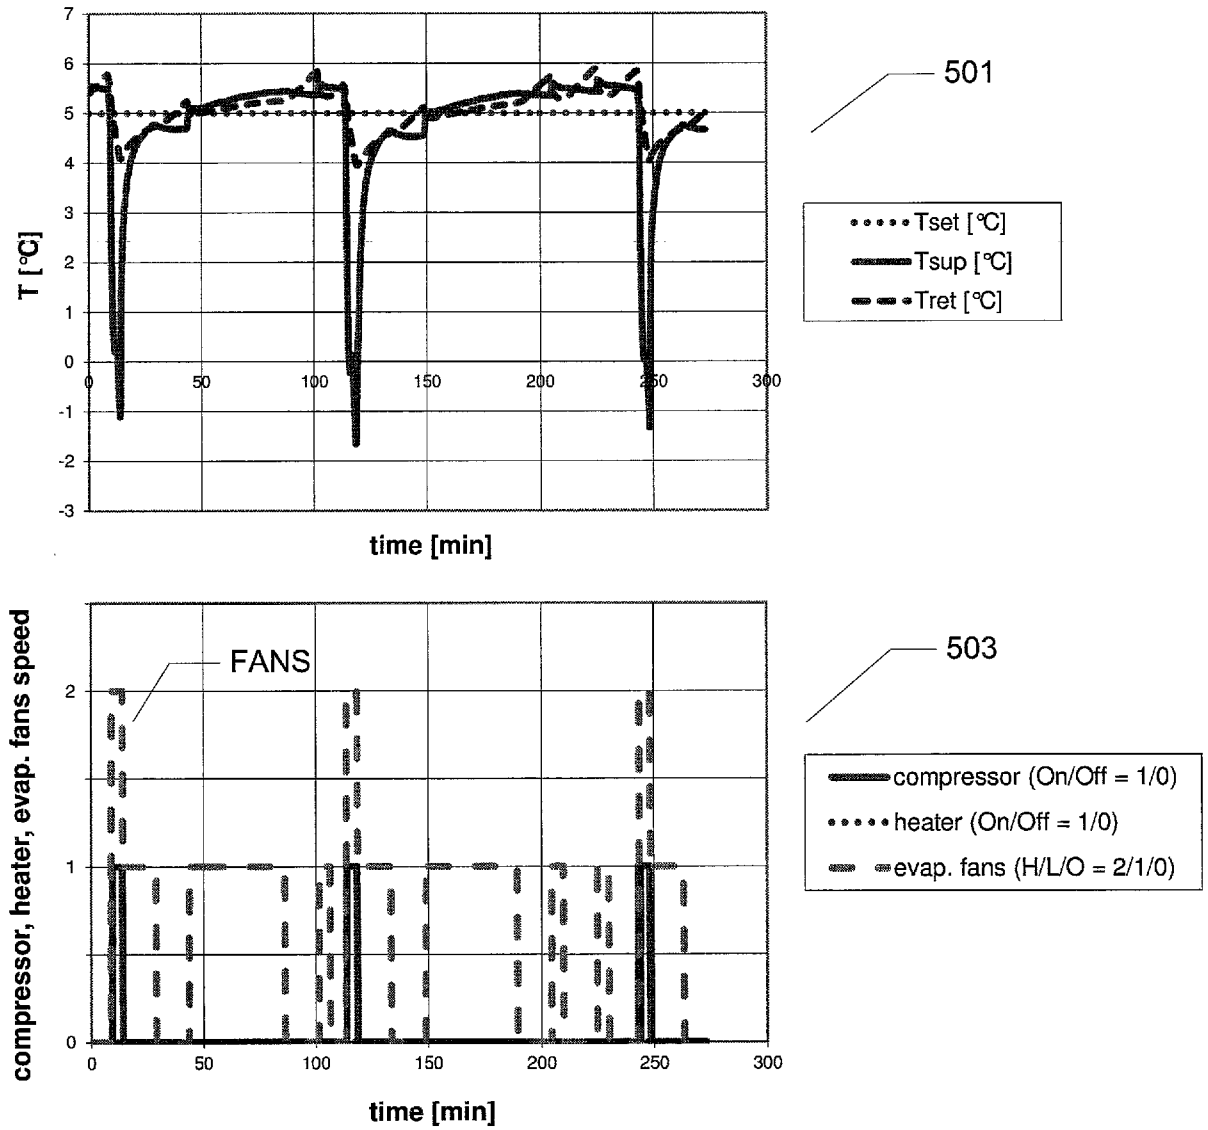 7
6
5
4
3
2
1
0
-1
-2
-3
T [°C]
0 50 100 150 200 250 300
time [min]
501
Tset [°C]
Tsup [°C]
Tret [°C]
compressor, heater, evap. fans speed
2
1
0
FANS
0 50 100 150 200 250 300
time [min]
503
compressor (On/Off = 1/0)
heater (On/Off = 1/0)
evap. fans (H/L/O = 2/1/0)